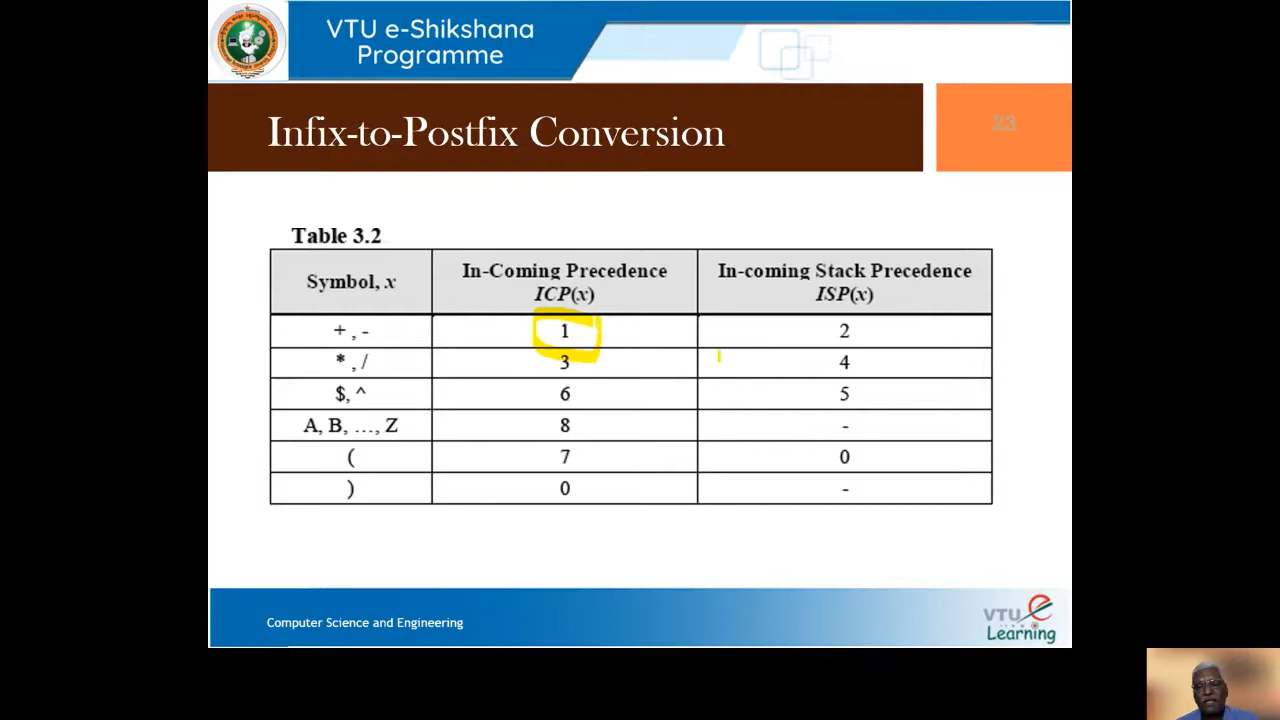 VTU e-Shikshana
Programme
Infix-to-Postfix Conversion
23
Table 3.2
Symbol, x
In-Coming Precedence
ICP(x)
In-coming Stack Precedence
ISP(x)
+ , - 1 2
* , / 3 4
$, ^ 6 5
A, B, …, Z 8 -
( 7 0
) 0 -
Computer Science and Engineering
VTU e
Learning